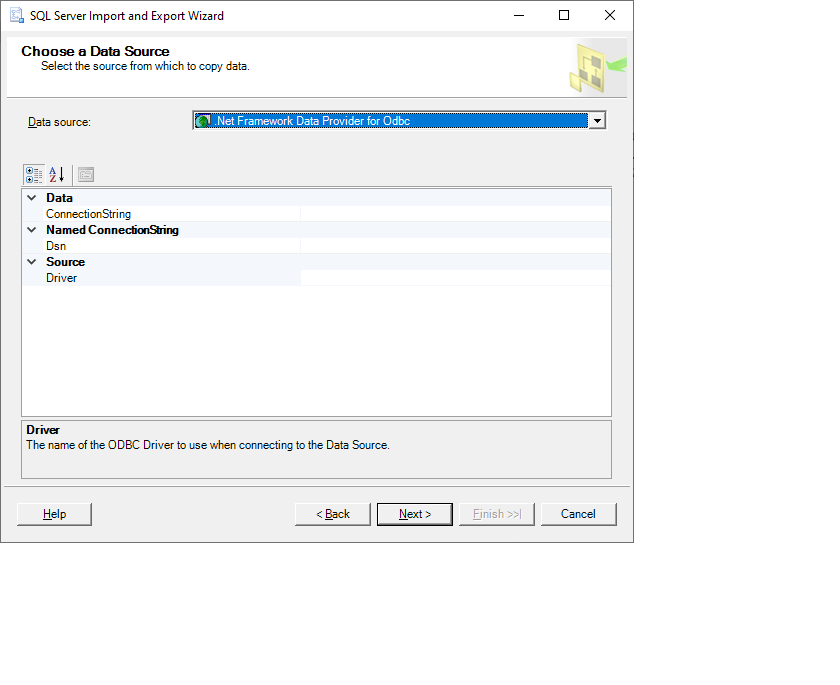 SQL Server Import and Export Wizard
Choose a Data Source
Select the source from which to copy data.
Data source: .Net Framework Data Provider for Odbc
A
Z
Data
ConnectionString
Named ConnectionString
Dsn
Source
Driver
Driver
The name of the ODBC Driver to use when connecting to the Data Source.
Help < Back Next > Finish >>| Cancel